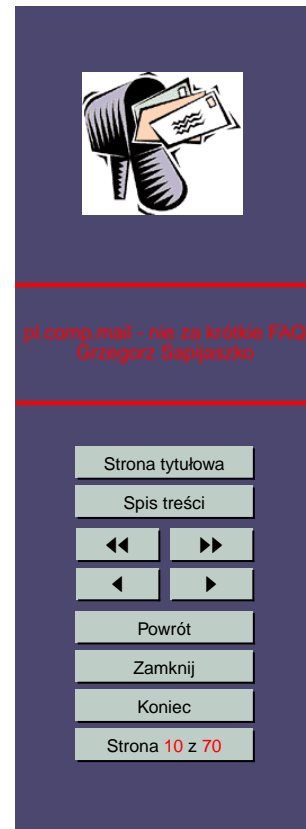 pl.comp.mail - nie za krótkie FAQ
Grzegorz Sapijaszko
Strona tytułowa
Spis treści
Powrót
Zamknij
Koniec
Strona 10 z 70